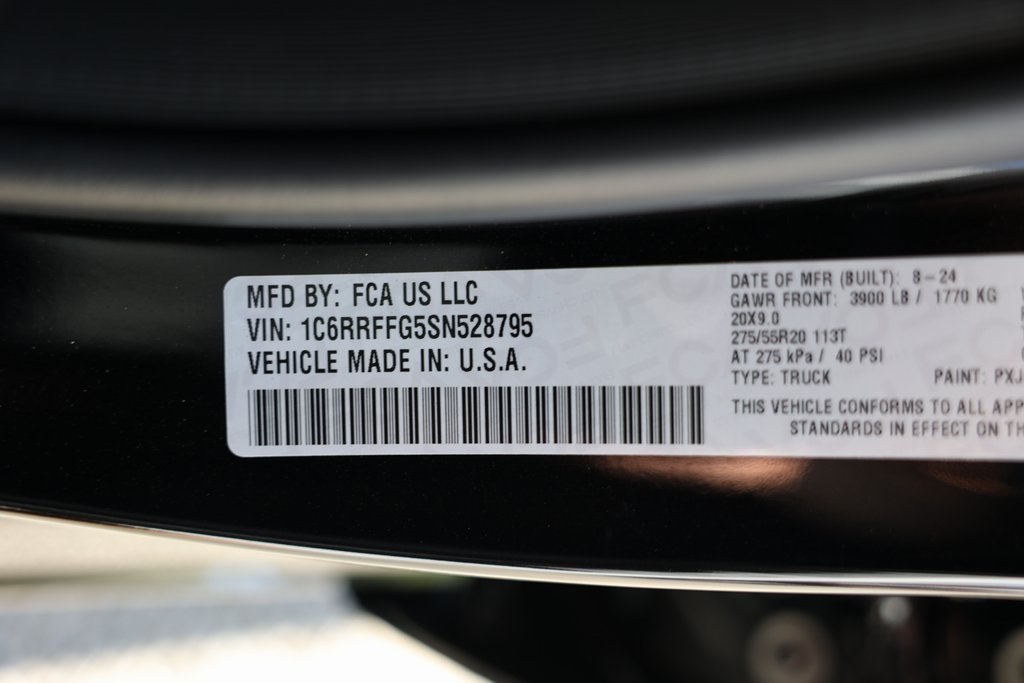 MFD BY: FCA US LLC
VIN: 1C6RRFFG5SN528795
VEHICLE MADE IN: U.S.A.
DATE OF MFR (BUILT): 8-24
GAWR FRONT: 3900 LB / 1770 KG
20X9.0
275/55R20 113T
AT 275 kPa / 40 PSI
TYPE: TRUCK PAINT: PXJ
THIS VEHICLE CONFORMS TO ALL APP
STANDARDS IN EFFECT ON TH